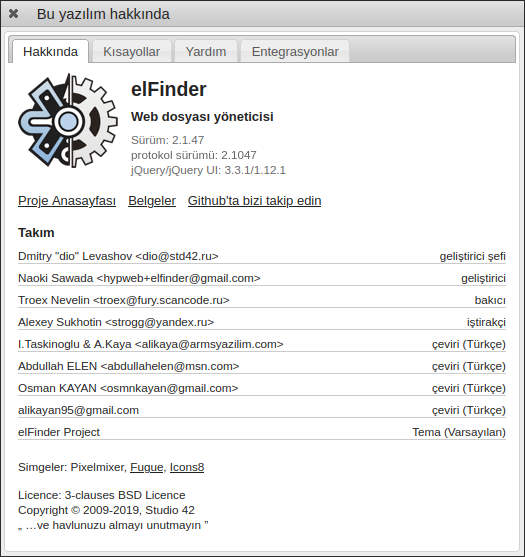 Bu yazılım hakkında
Hakkında Kısayollar Yardım Entegrasyonlar
elFinder
Web dosyası yöneticisi
Sürüm: 2.1.47
protokol sürümü: 2.1047
jQuery/jQuery UI: 3.3.1/1.12.1
Proje Anasayfası Belgeler Github'ta bizi takip edin
Takım
Dmitry "dio" Levashov <dio@std42.ru> geliştirici şefi
Naoki Sawada <hypweb+elfinder@gmail.com> geliştirici
Troex Nevelin <troex@fury.scancode.ru> bakıcı
Alexey Sukhotin <strogg@yandex.ru> iştirakçi
I.Taskinoglu & A.Kaya <alikaya@armsyazilim.com> çeviri (Türkçe)
Abdullah ELEN <abdullahelen@msn.com> çeviri (Türkçe)
Osman KAYAN <osmnkayan@gmail.com> çeviri (Türkçe)
alikayan95@gmail.com çeviri (Türkçe)
elFinder Project Tema (Varsayılan)
Simgeler: Pixelmixer, Fugue, Icons8
Licence: 3-clauses BSD Licence
Copyright © 2009-2019, Studio 42
„ …ve havlunuzu almayı unutmayın ”